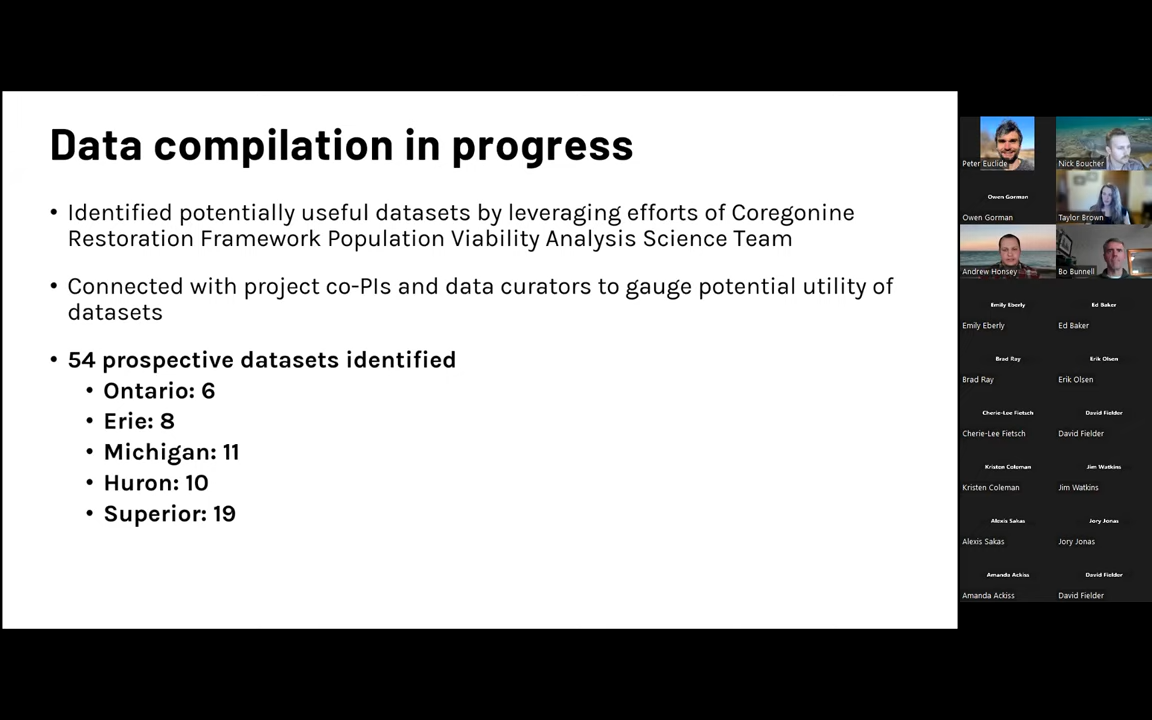 Data compilation in progress
• Identified potentially useful datasets by leveraging efforts of Coregonine
Restoration Framework Population Viability Analysis Science Team
• Connected with project co-PIs and data curators to gauge potential utility of
datasets
• 54 prospective datasets identified
• Ontario: 6
• Erie: 8
• Michigan: 11
• Huron: 10
• Superior: 19
Peter Euclide
Nick Boucher
Owen Gorman
Owen Gorman
Taylor Brown
Andrew Honsey
Bo Bunnell
Emily Eberly
Ed Baker
Emily Eberly
Ed Baker
Brad Ray
Erik Olsen
Brad Ray
Erik Olsen
Cherie-Lee Fietsch
David Fielder
Cherie-Lee Fietsch
David Fielder
Kristen Coleman
Jim Watkins
Kristen Coleman
Jim Watkins
Alexis Sakas
Jory Jonas
Alexis Sakas
Jory Jonas
Amanda Ackiss
David Fielder
Amanda Ackiss
David Fielder